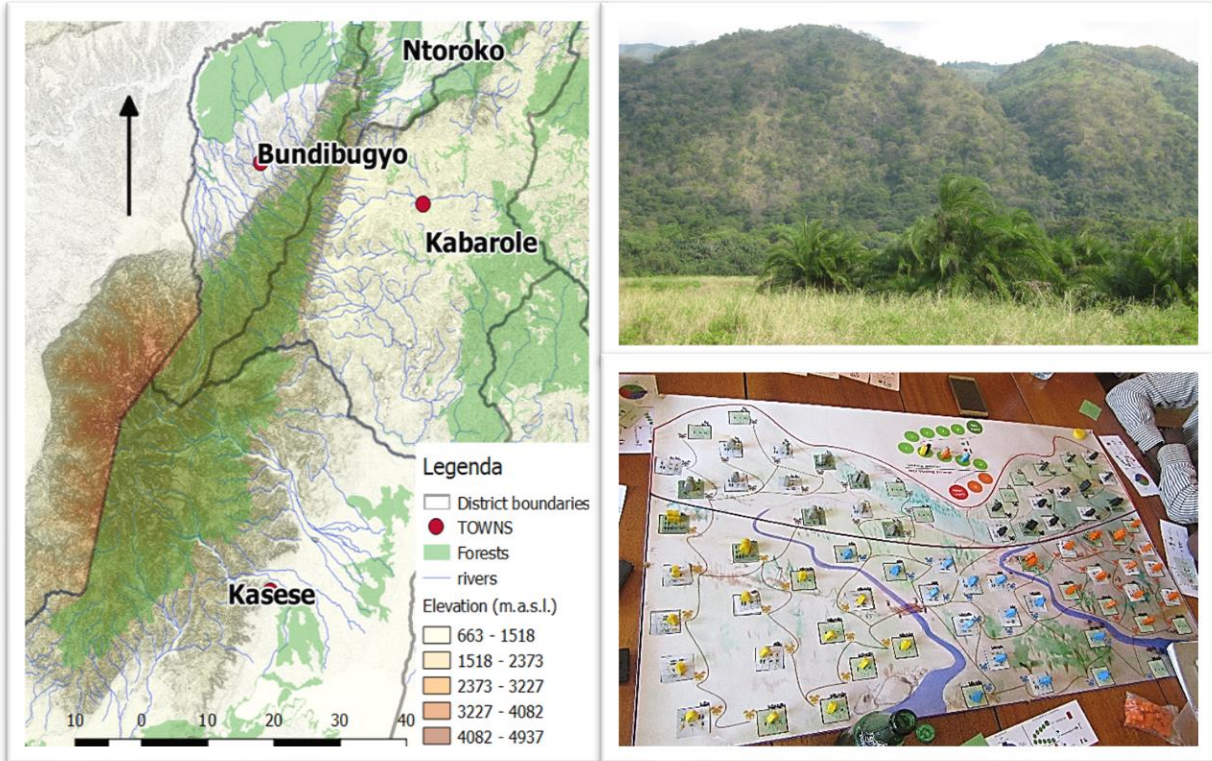 Ntoroko
Bundibugyo
Kabarole
Kasese
Legenda
District boundaries
TOWNS
Forests
rivers
Elevation (m.a.s.l.)
663 - 1518
1518 - 2373
2373 - 3227
3227 - 4082
4082 - 4937
10 0 10 20 30 40